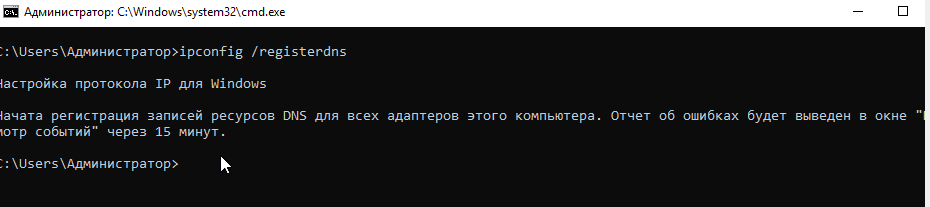 Администратор: C:\Windows\system32\cmd.exe
C:\Users\Администратор>ipconfig /registerdns
Настройка протокола IP для Windows
Начата регистрация записей ресурсов DNS для всех адаптеров этого компьютера. Отчет об ошибках будет выведен в окне "
мотр событий" через 15 минут.
C:\Users\Администратор>